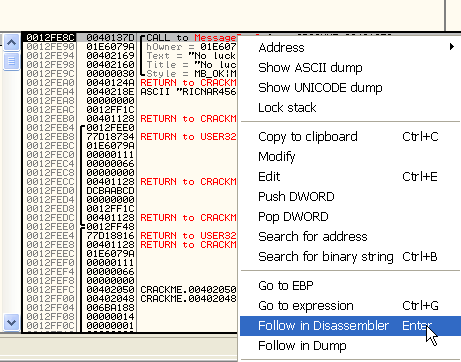 0012FE8C 0040137D CALL to Messag
0012FE90 01E6079A hOwner = 01E607
0012FE94 00402169 Text = "No luck
0012FE98 00402160 Title = "No luc
0012FE9C 00000030 Style = MB_OK|M
0012FEA0 0040124A RETURN to CRACKM
0012FEA4 0040218E ASCII "RICNAR456
0012FEA8 00000000
0012FEAC 0012FF1C
0012FEB0 00401128 RETURN to CRACKM
0012FEB4 0012FEE0
0012FEB8 77D18734 RETURN to USER32
0012FEBC 01E6079A
0012FEC0 00000111
0012FEC4 00000066
0012FEC8 00000000
0012FECC 00401128 RETURN to CRACKM
0012FED0 DCBAABCD
0012FED4 00000000
0012FED8 0012FF1C
0012FEDC 00401128 RETURN to CRACKM
0012FEE0 0012FF48
0012FEE4 77D18816 RETURN to USER32
0012FEE8 00401128 RETURN to CRACKM
0012FEEC 01E6079A
0012FEF0 00000111
0012FEF4 00000066
0012FEF8 00000000
0012FEFC 00402050 CRACKME.00402050
0012FF00 00402048 CRACKME.00402048
0012FF04 006BA188
0012FF08 00000014
0012FF0C 00000001
Address
Show ASCII dump
Show UNICODE dump
Lock stack
Copy to clipboard Ctrl+C
Modify
Edit Ctrl+E
Push DWORD
Pop DWORD
Search for address
Search for binary string Ctrl+B
Go to EBP
Go to expression Ctrl+G
Follow in Disassembler Enter
Follow in Dump